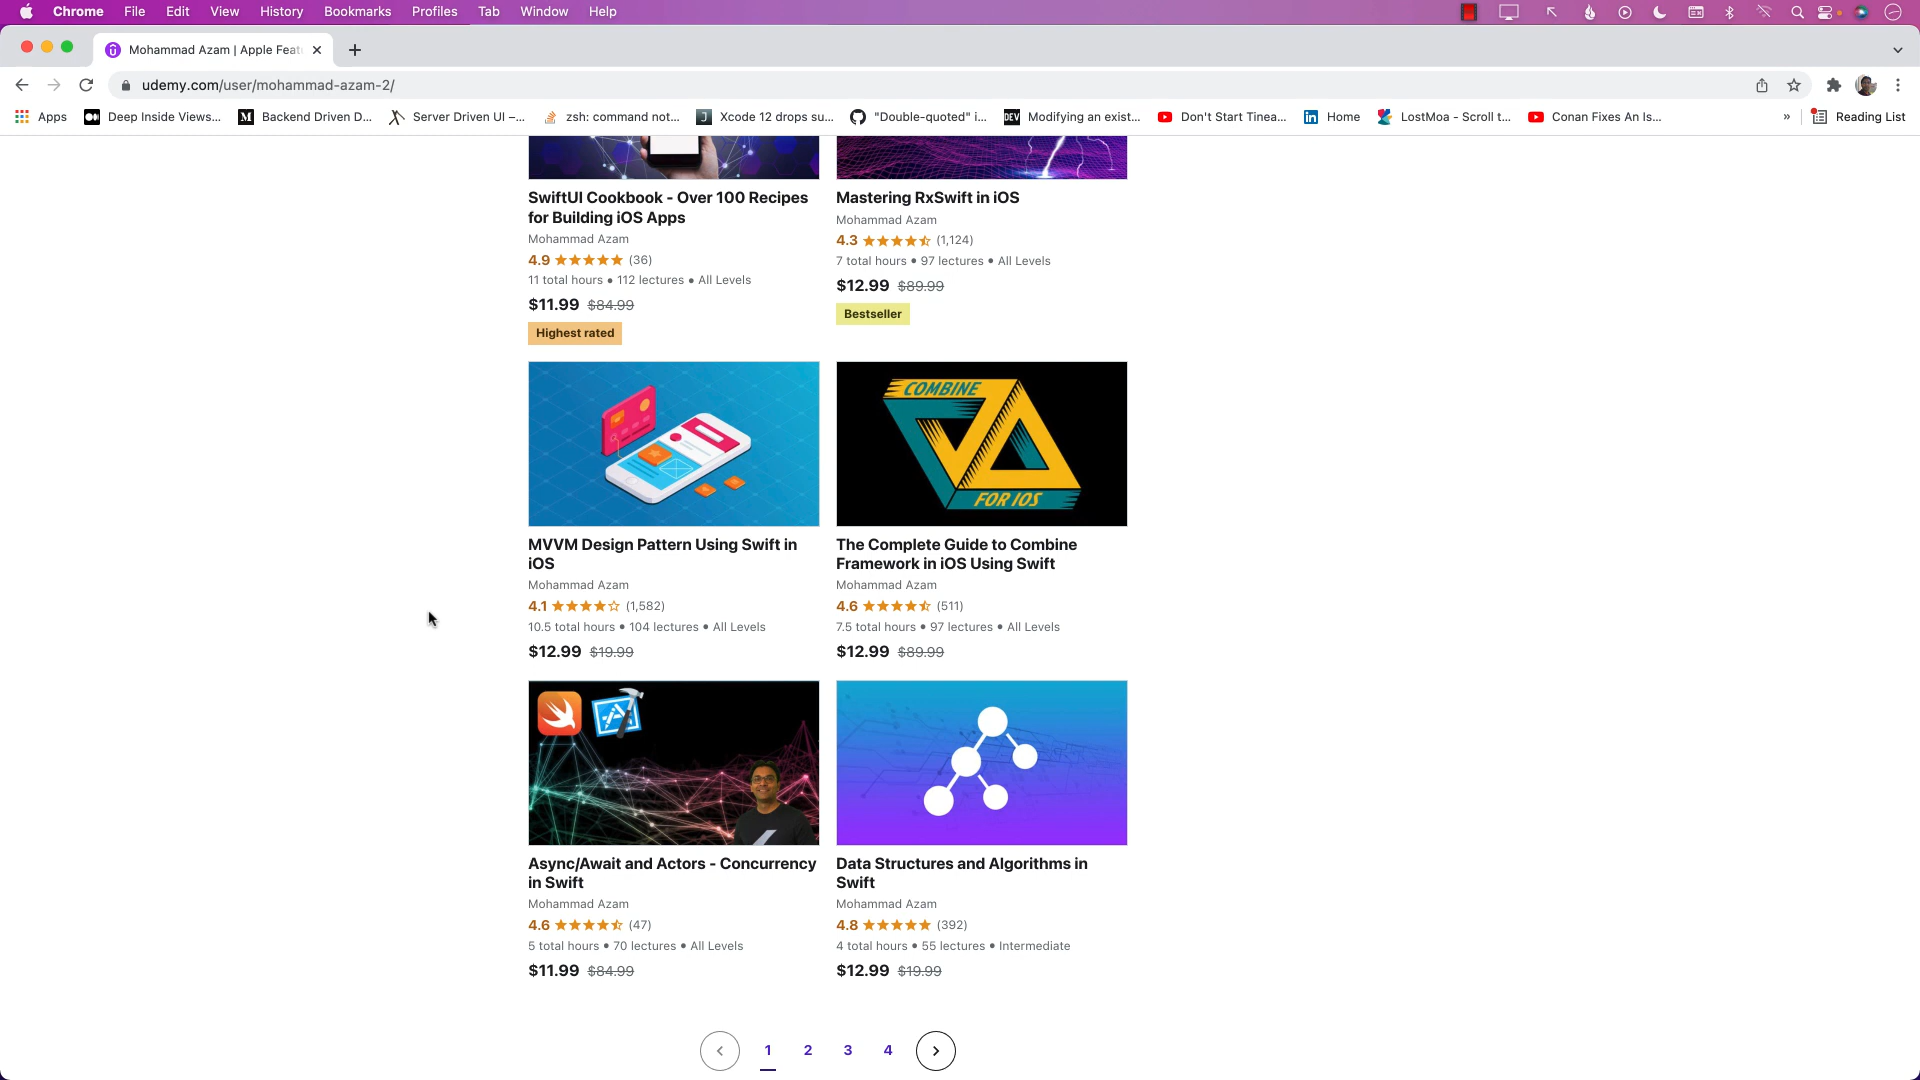 Chrome File Edit View History Bookmarks Profiles Tab Window Help
Mohammad Azam | Apple Feat
udemy.com/user/mohammad-azam-2/
Apps Deep Inside Views... Backend Driven D... Server Driven UI –... zsh: command not... Xcode 12 drops su... "Double-quoted" i... Modifying an exist... Don't Start Tinea... Home LostMoa - Scroll t... Conan Fixes An Is... » Reading List
SwiftUI Cookbook - Over 100 Recipes
for Building iOS Apps
Mohammad Azam
4.9 (36)
11 total hours • 112 lectures • All Levels
$11.99 $84.99
Highest rated
Mastering RxSwift in iOS
Mohammad Azam
4.3 (1,124)
7 total hours • 97 lectures • All Levels
$12.99 $89.99
Bestseller
COMBINE
FOR IOS
MVVM Design Pattern Using Swift in
iOS
Mohammad Azam
4.1 (1,582)
10.5 total hours • 104 lectures • All Levels
$12.99 $19.99
The Complete Guide to Combine
Framework in iOS Using Swift
Mohammad Azam
4.6 (511)
7.5 total hours • 97 lectures • All Levels
$12.99 $89.99
Async/Await and Actors - Concurrency
in Swift
Mohammad Azam
4.6 (47)
5 total hours • 70 lectures • All Levels
$11.99 $84.99
Data Structures and Algorithms in
Swift
Mohammad Azam
4.8 (392)
4 total hours • 55 lectures • Intermediate
$12.99 $19.99
1 2 3 4